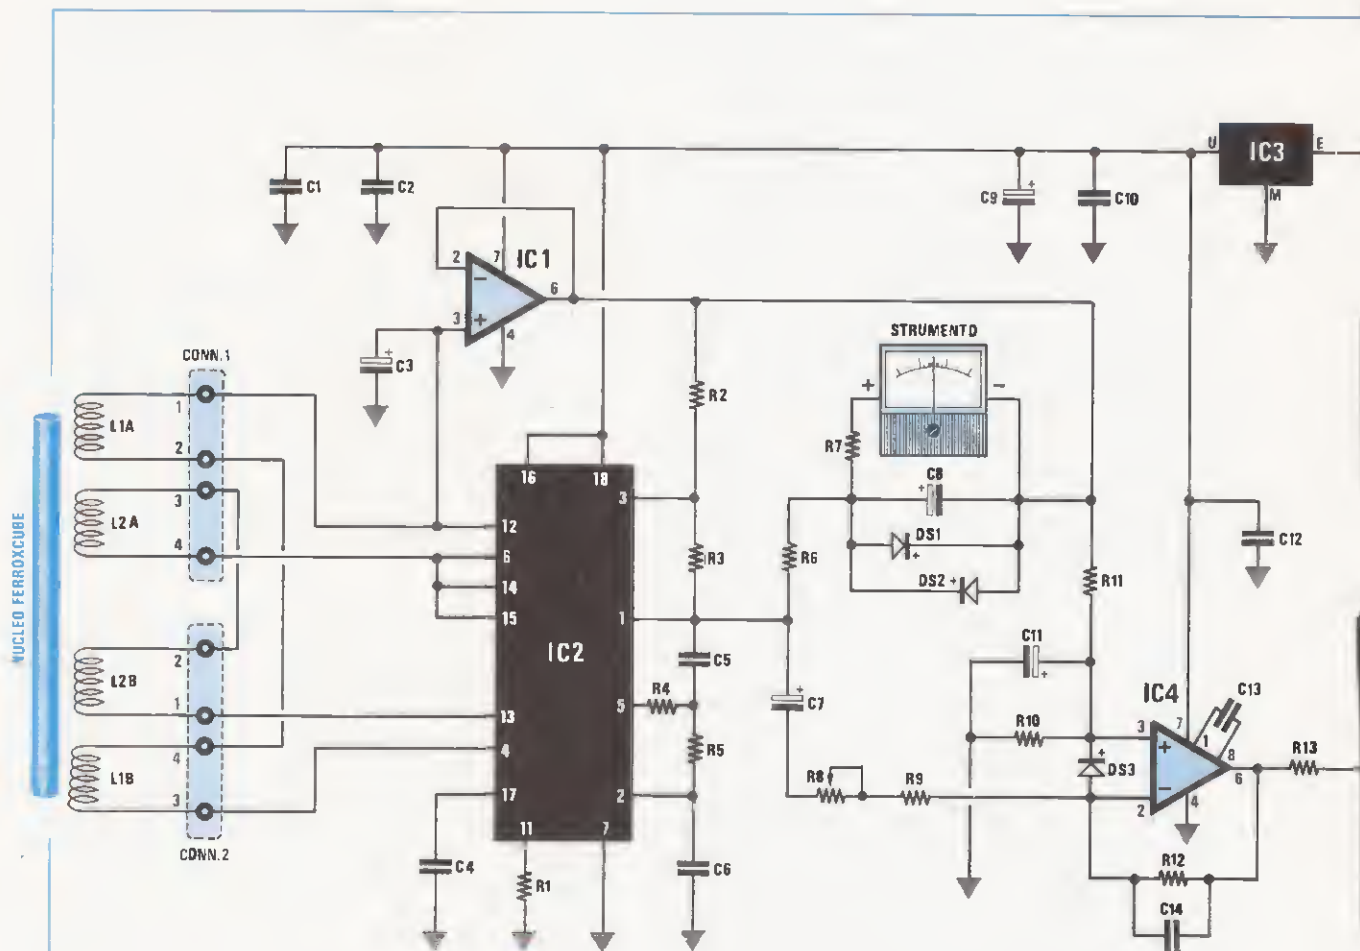 U
IC3
E
M
C1
C2
C9
+
C10
2
7
IC1
−
6
3
+
4
C3
+
STRUMENTO
+
−
R2
R7
C8
+
DS1
+
DS2
+
CONN.1
1
L1A
2
3
L2A
4
NUCLEO FERROXCUBE
2
L2B
1
4
L1B
3
CONN.2
16
18
3
12
6
14
15
1
IC2
5
13
4
17
2
11
7
R3
R6
R11
C12
C5
R4
R5
C7
+
C11
+
R10
DS3
+
IC4
C13
3
7
1
8
+
6
−
2
4
R13
R8
R9
C4
R1
C6
R12
C14